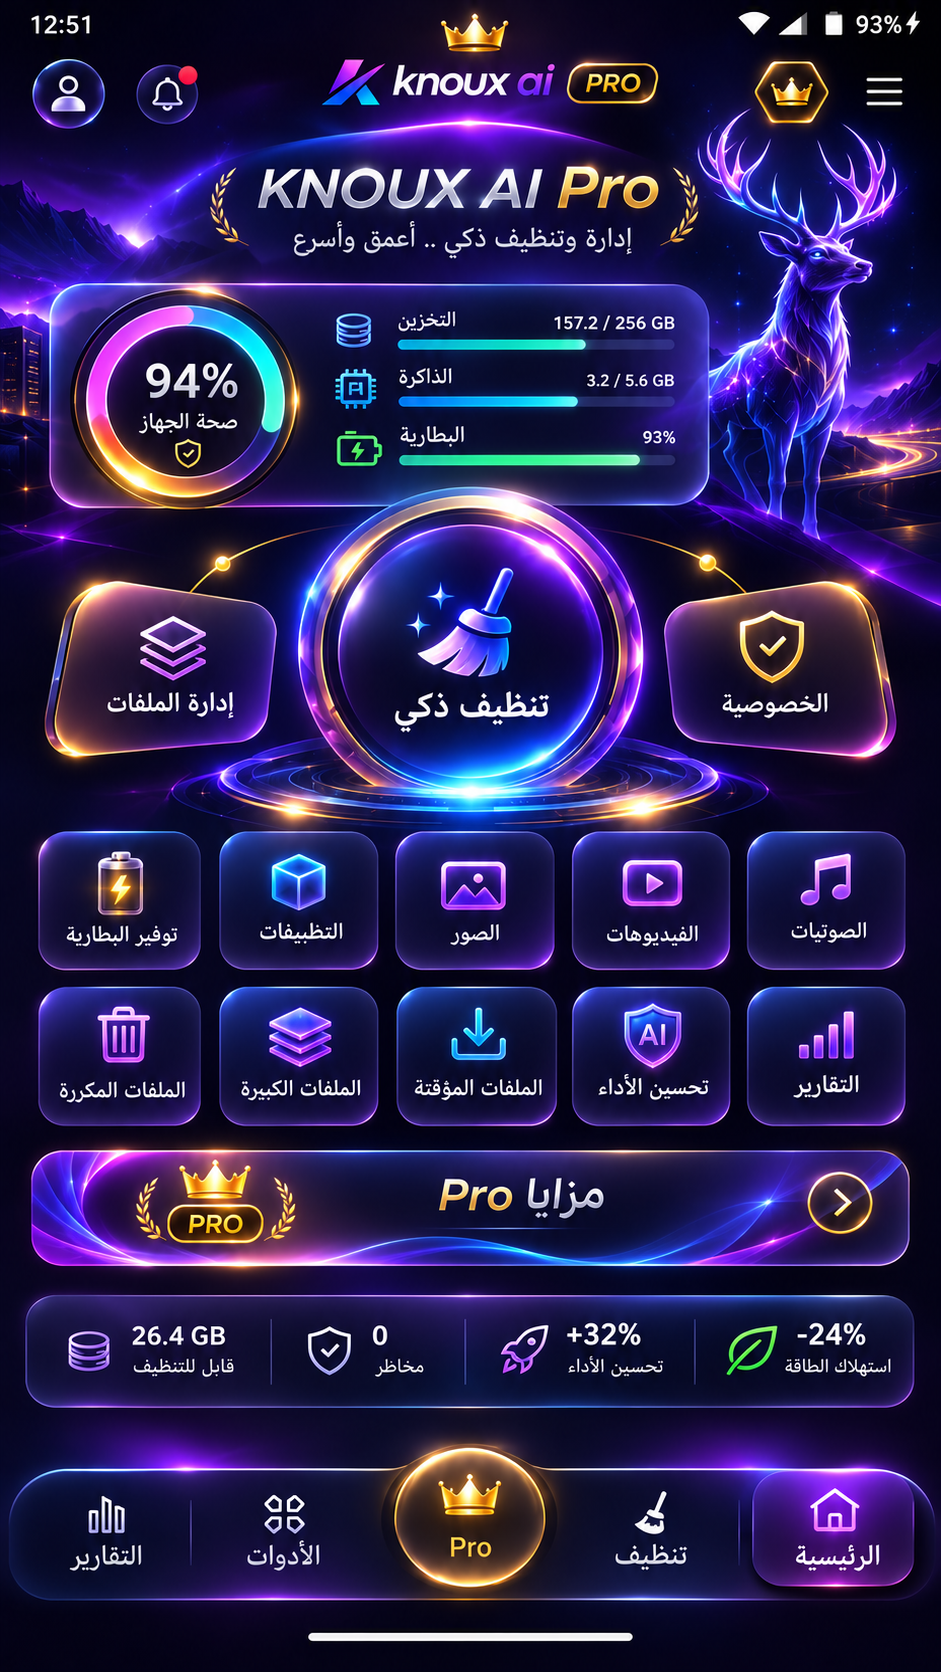 12:51
93%
knoux ai PRO
KNOUX AI Pro
إدارة وتنظيف ذكي .. أعمق وأسرع
94%
صحة الجهاز
التخزين 157.2 / 256 GB
الذاكرة 3.2 / 5.6 GB
البطارية 93%
إدارة الملفات
تنظيف ذكي
الخصوصية
توفير البطارية
التظبيفات
الصور
الفيديوهات
الصوتيات
الملفات المكررة
الملفات الكبيرة
الملفات المؤقتة
AI
تحسين الأداء
التقارير
PRO
مزايا Pro
26.4 GB
قابل للتنظيف
0
مخاطر
+32%
تحسين الأداء
-24%
استهلاك الطاقة
التقارير
الأدوات
Pro
تنظيف
الرئيسية